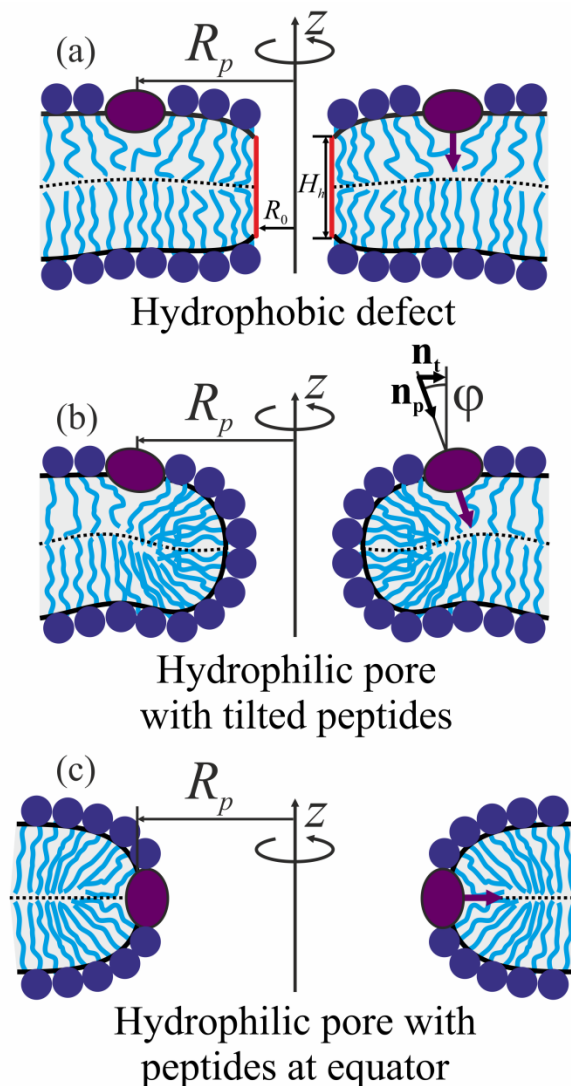 (a)
R_p
z
H_h
R_0
Hydrophobic defect
(b)
R_p
z
n_t
n_p
φ
Hydrophilic pore
with tilted peptides
(c)
R_p
z
Hydrophilic pore with
peptides at equator